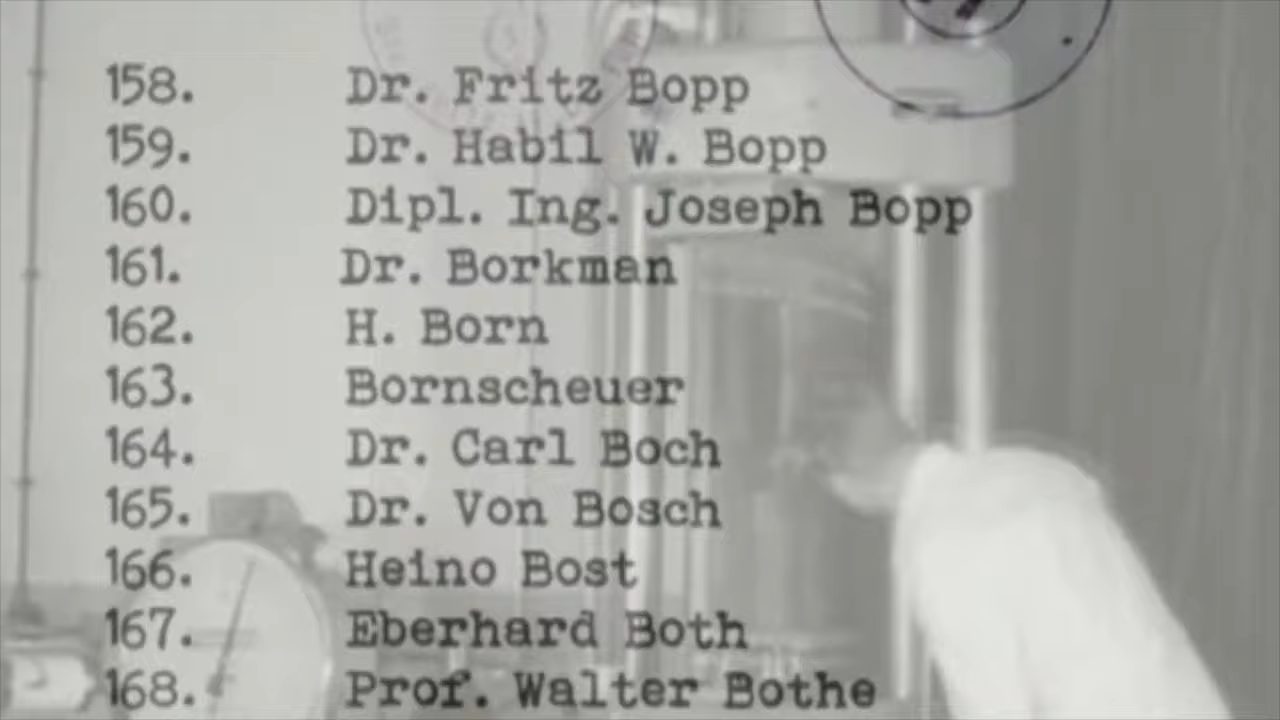 158. Dr. Fritz Bopp
159. Dr. Habil W. Bopp
160. Dipl. Ing. Joseph Bopp
161. Dr. Borkman
162. H. Born
163. Bornscheuer
164. Dr. Carl Boch
165. Dr. Von Bosch
166. Heino Bost
167. Eberhard Both
168. Prof. Walter Bothe